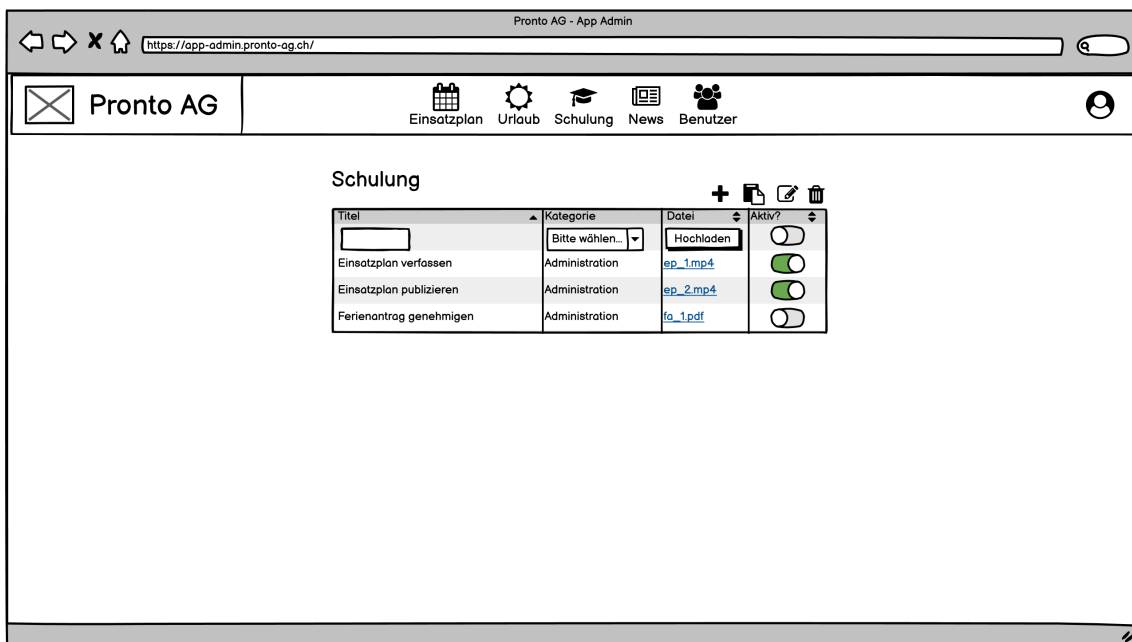 Pronto AG - App Admin
https://app-admin.pronto-ag.ch/
Pronto AG
Einsatzplan Urlaub Schulung News Benutzer
Schulung
Titel Kategorie Datei Aktiv?
Bitte wählen... Hochladen
Einsatzplan verfassen Administration ep_1.mp4
Einsatzplan publizieren Administration ep_2.mp4
Ferienantrag genehmigen Administration fa_1.pdf